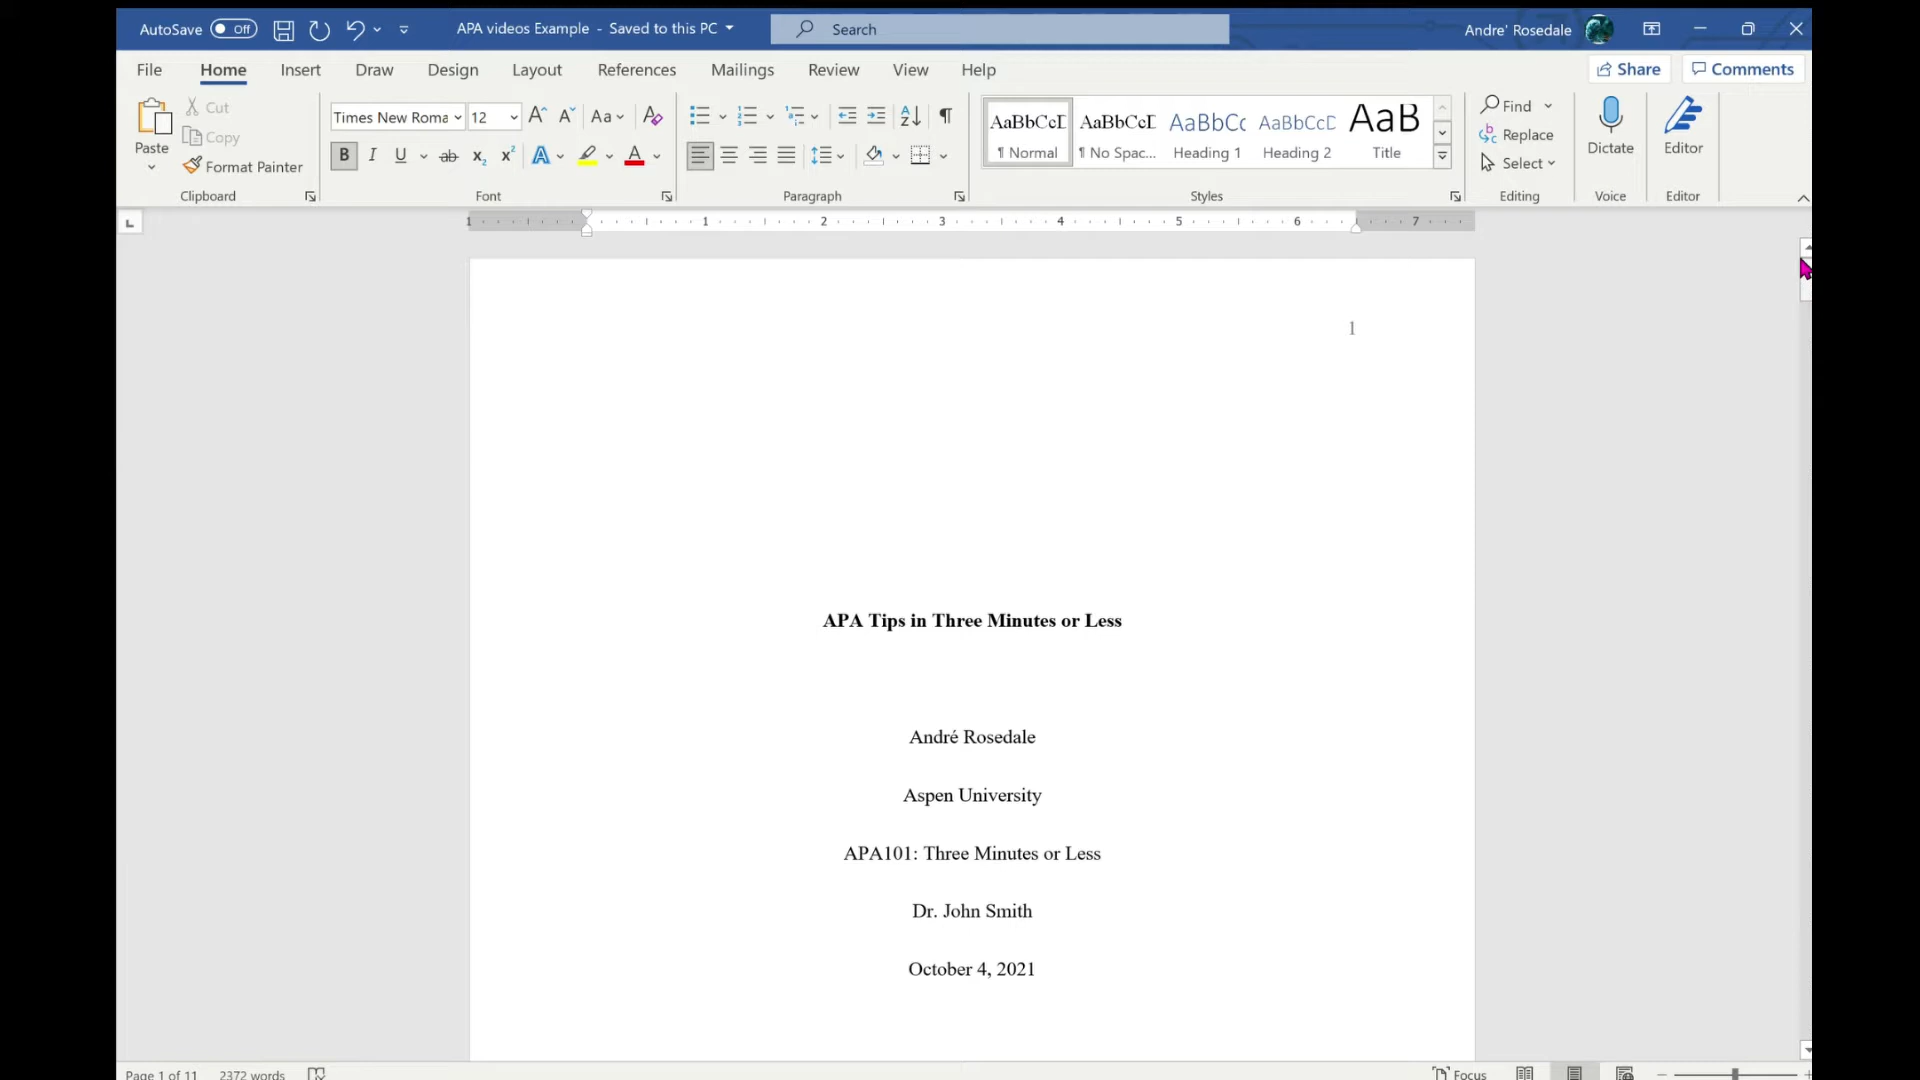 AutoSave Off APA videos Example - Saved to this PC Search Andre' Rosedale
File Home Insert Draw Design Layout References Mailings Review View Help Share Comments
Paste Cut Copy Format Painter
Clipboard
Times New Roma 12 Aa
B I U ab x₂ x² A A
Font
Paragraph
AaBbCcD AaBbCcD AaBbCc AaBbCcD AaB
¶ Normal ¶ No Spac... Heading 1 Heading 2 Title
Styles
Find
Replace
Select
Editing
Dictate
Voice
Editor
Editor
1 1 2 3 4 5 6 7
1
APA Tips in Three Minutes or Less
André Rosedale
Aspen University
APA101: Three Minutes or Less
Dr. John Smith
October 4, 2021
Page 1 of 11 2372 words Focus